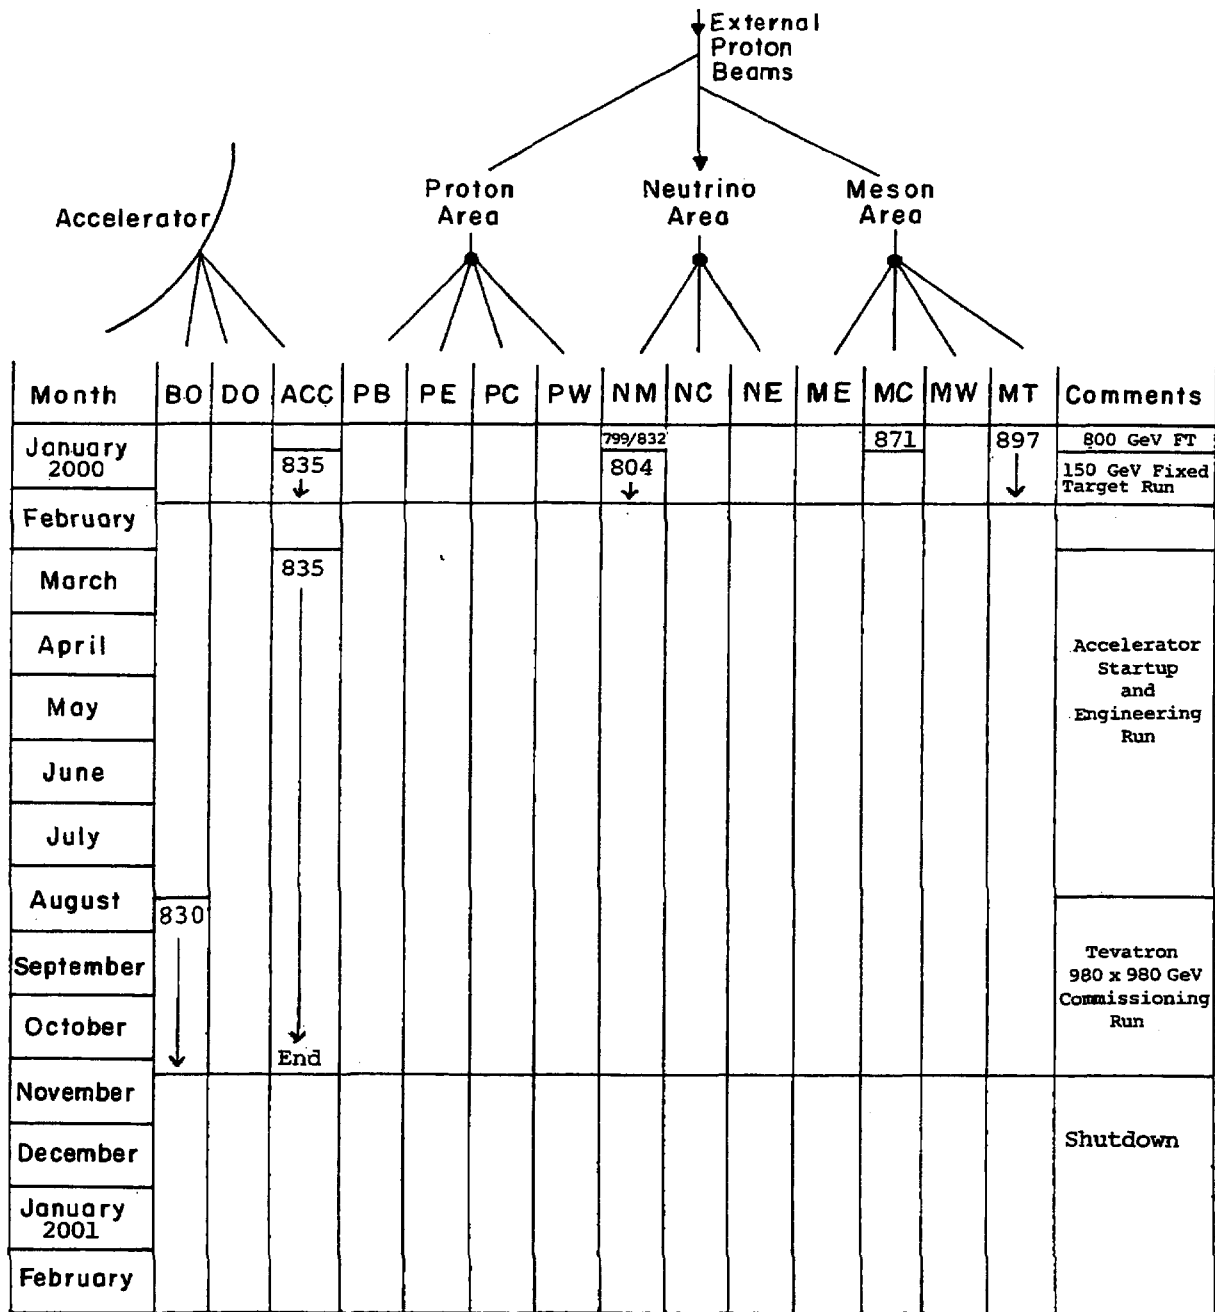 External
Proton
Beams
Accelerator
Proton
Area
Neutrino
Area
Meson
Area
Month BO DO ACC PB PE PC PW NM NC NE ME MC MW MT Comments
January
2000
799/832
871
897
800 GeV FT
835
804
150 GeV Fixed
Target Run
February
March
835
April
Accelerator
Startup
and
Engineering
Run
May
June
July
August
830
September
Tevatron
980 x 980 GeV
Commissioning
Run
October
End
November
December
Shutdown
January
2001
February